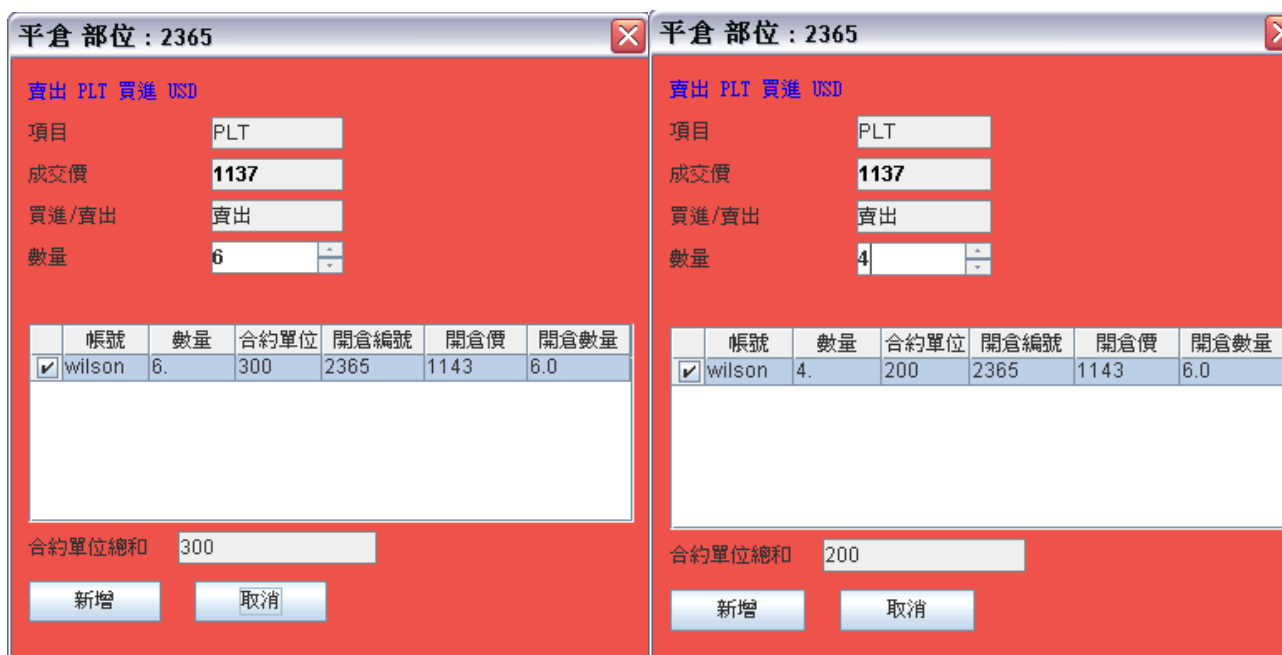 平倉 部位 : 2365
賣出 PLT 買進 USD
項目 PLT
成交價 1137
買進/賣出 賣出
數量 6
帳號 數量 合約單位 開倉編號 開倉價 開倉數量
wilson 6. 300 2365 1143 6.0
合約單位總和 300
新增 取消
平倉 部位 : 2365
賣出 PLT 買進 USD
項目 PLT
成交價 1137
買進/賣出 賣出
數量 4
帳號 數量 合約單位 開倉編號 開倉價 開倉數量
wilson 4. 200 2365 1143 6.0
合約單位總和 200
新增 取消